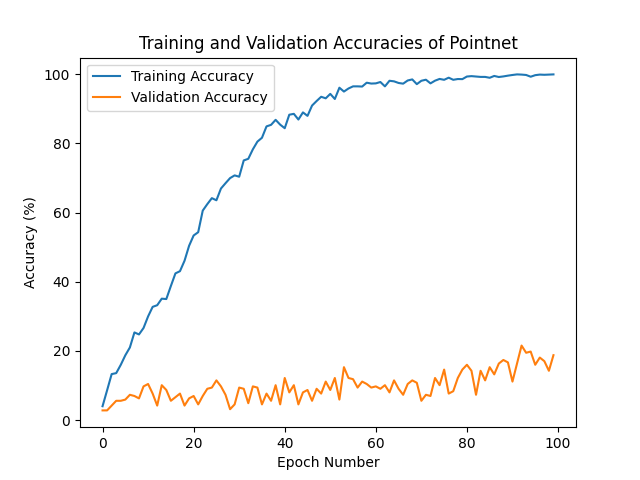 Training and Validation Accuracies of Pointnet
Training Accuracy
Validation Accuracy
100
80
60
40
20
0
Accuracy (%)
0 20 40 60 80 100
Epoch Number